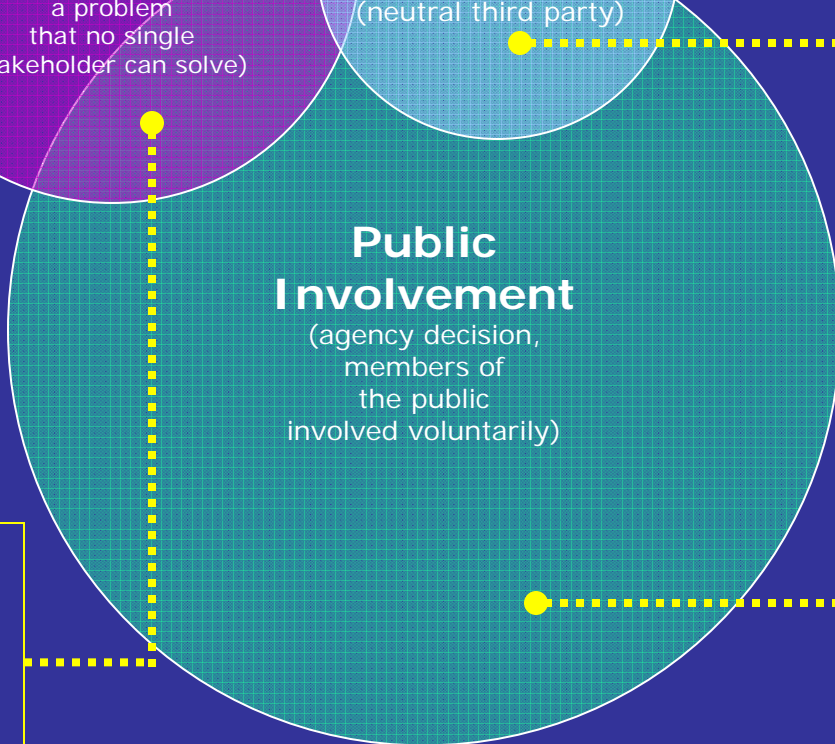 a problem
that no single
akeholder can solve)
(neutral third party)
Public
Involvement
(agency decision,
members of
the public
involved voluntarily)